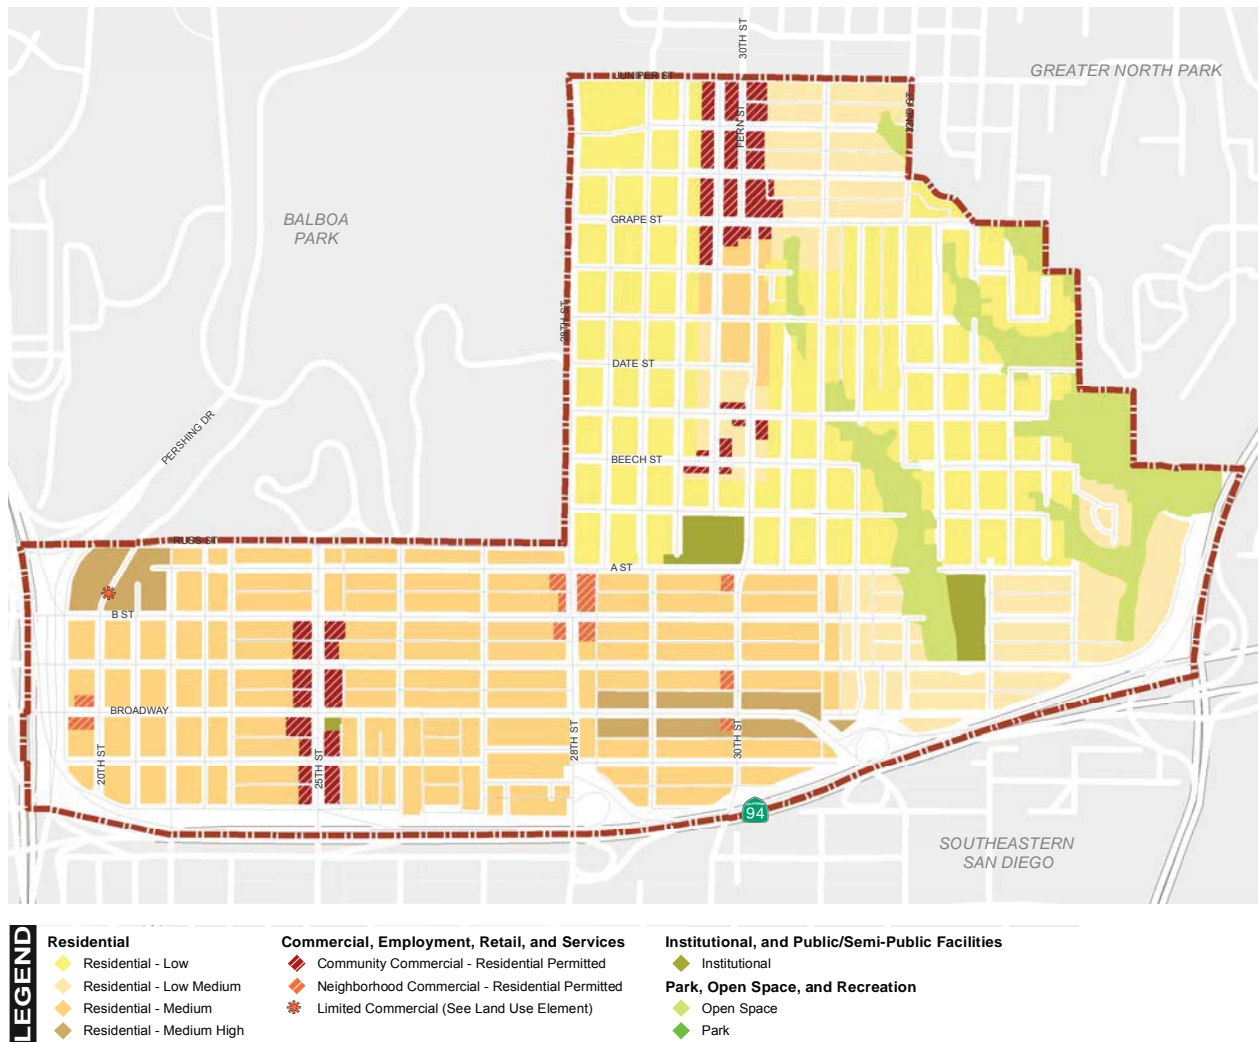 30TH ST
GREATER NORTH PARK
JUNIPER ST
FERN ST
32ND ST
BALBOA
PARK
GRAPE ST
28TH ST
DATE ST
PERSHING DR
BEECH ST
RUSS ST
A ST
B ST
BROADWAY
20TH ST
25TH ST
28TH ST
30TH ST
CALIFORNIA
94
SOUTHEASTERN
SAN DIEGO
LEGEND
Residential
Residential - Low
Residential - Low Medium
Residential - Medium
Residential - Medium High
Commercial, Employment, Retail, and Services
Community Commercial - Residential Permitted
Neighborhood Commercial - Residential Permitted
Limited Commercial (See Land Use Element)
Institutional, and Public/Semi-Public Facilities
Institutional
Park, Open Space, and Recreation
Open Space
Park